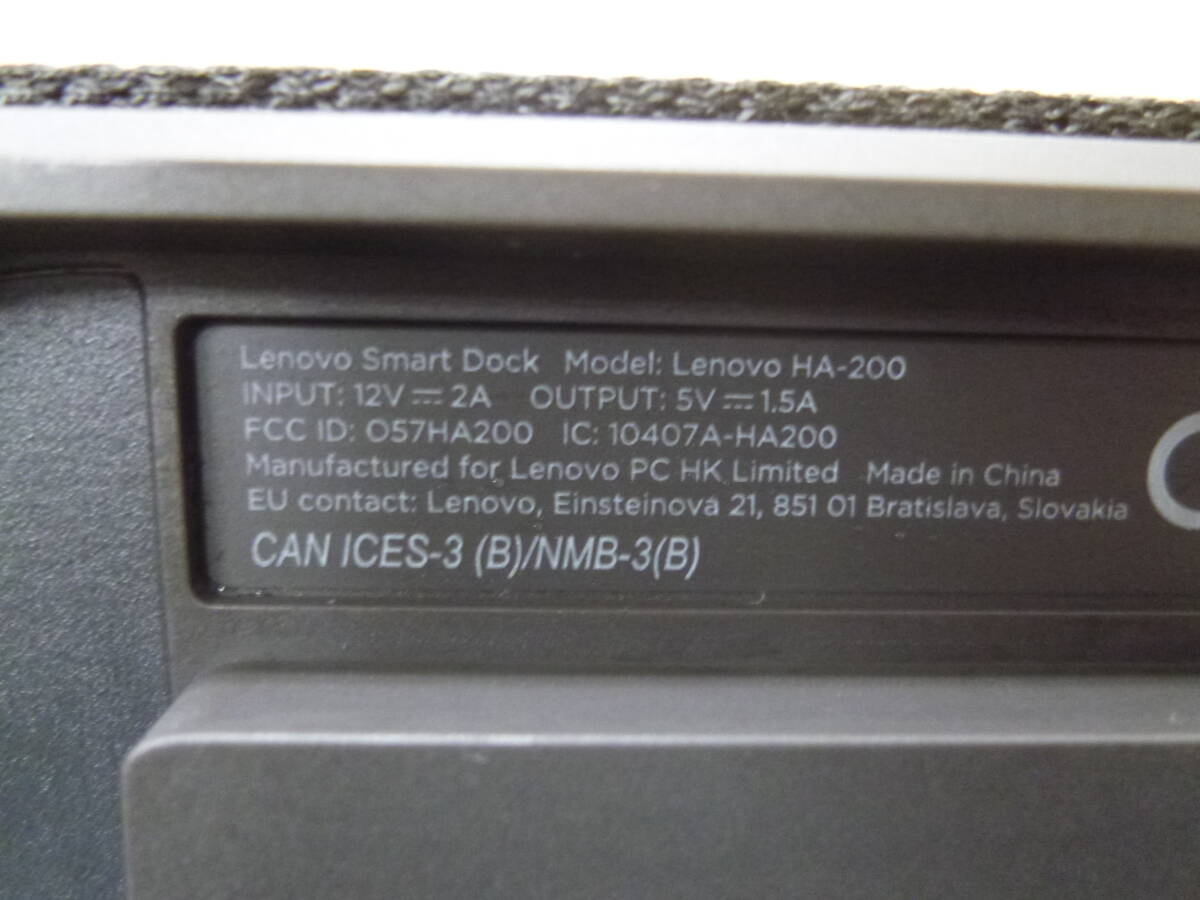 Lenovo Smart Dock Model: Lenovo HA-200
INPUT: 12V ⎓ 2A OUTPUT: 5V ⎓ 1.5A
FCC ID: O57HA200 IC: 10407A-HA200
Manufactured for Lenovo PC HK Limited Made in China
EU contact: Lenovo, Einsteinova 21, 851 01 Bratislava, Slovakia
CAN ICES-3 (B)/NMB-3(B)